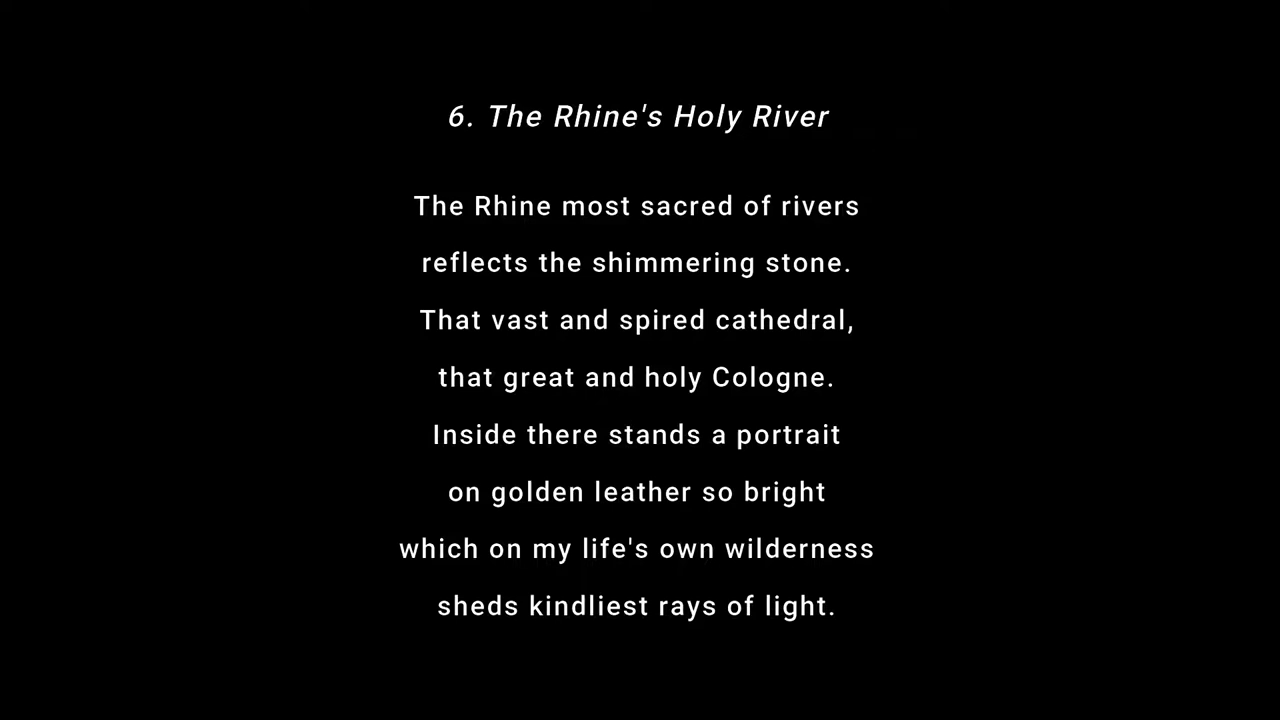 6. The Rhine's Holy River
The Rhine most sacred of rivers
reflects the shimmering stone.
That vast and spired cathedral,
that great and holy Cologne.
Inside there stands a portrait
on golden leather so bright
which on my life's own wilderness
sheds kindliest rays of light.